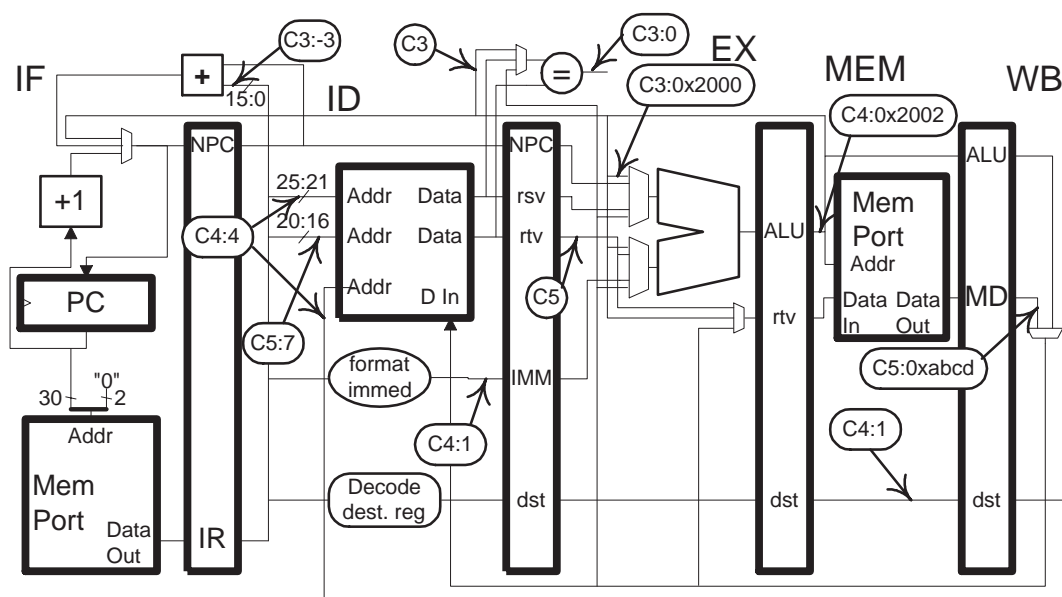 C3:-3
C3
C3:0
IF
+
15:0
ID
=
EX
C3:0x2000
MEM
WB
C4:0x2002
NPC
NPC
ALU
+1
25:21
Addr
Data
rsv
Mem
Port
20:16
Addr
Data
rtv
ALU
C4:4
Addr
Addr
D In
C5
PC
Data
In
Data
Out
MD
rtv
C5:7
format
immed
IMM
C5:0xabcd
30
"0"
2
Addr
C4:1
C4:1
Mem
Port
Decode
dest. reg
dst
dst
dst
Data
Out
IR